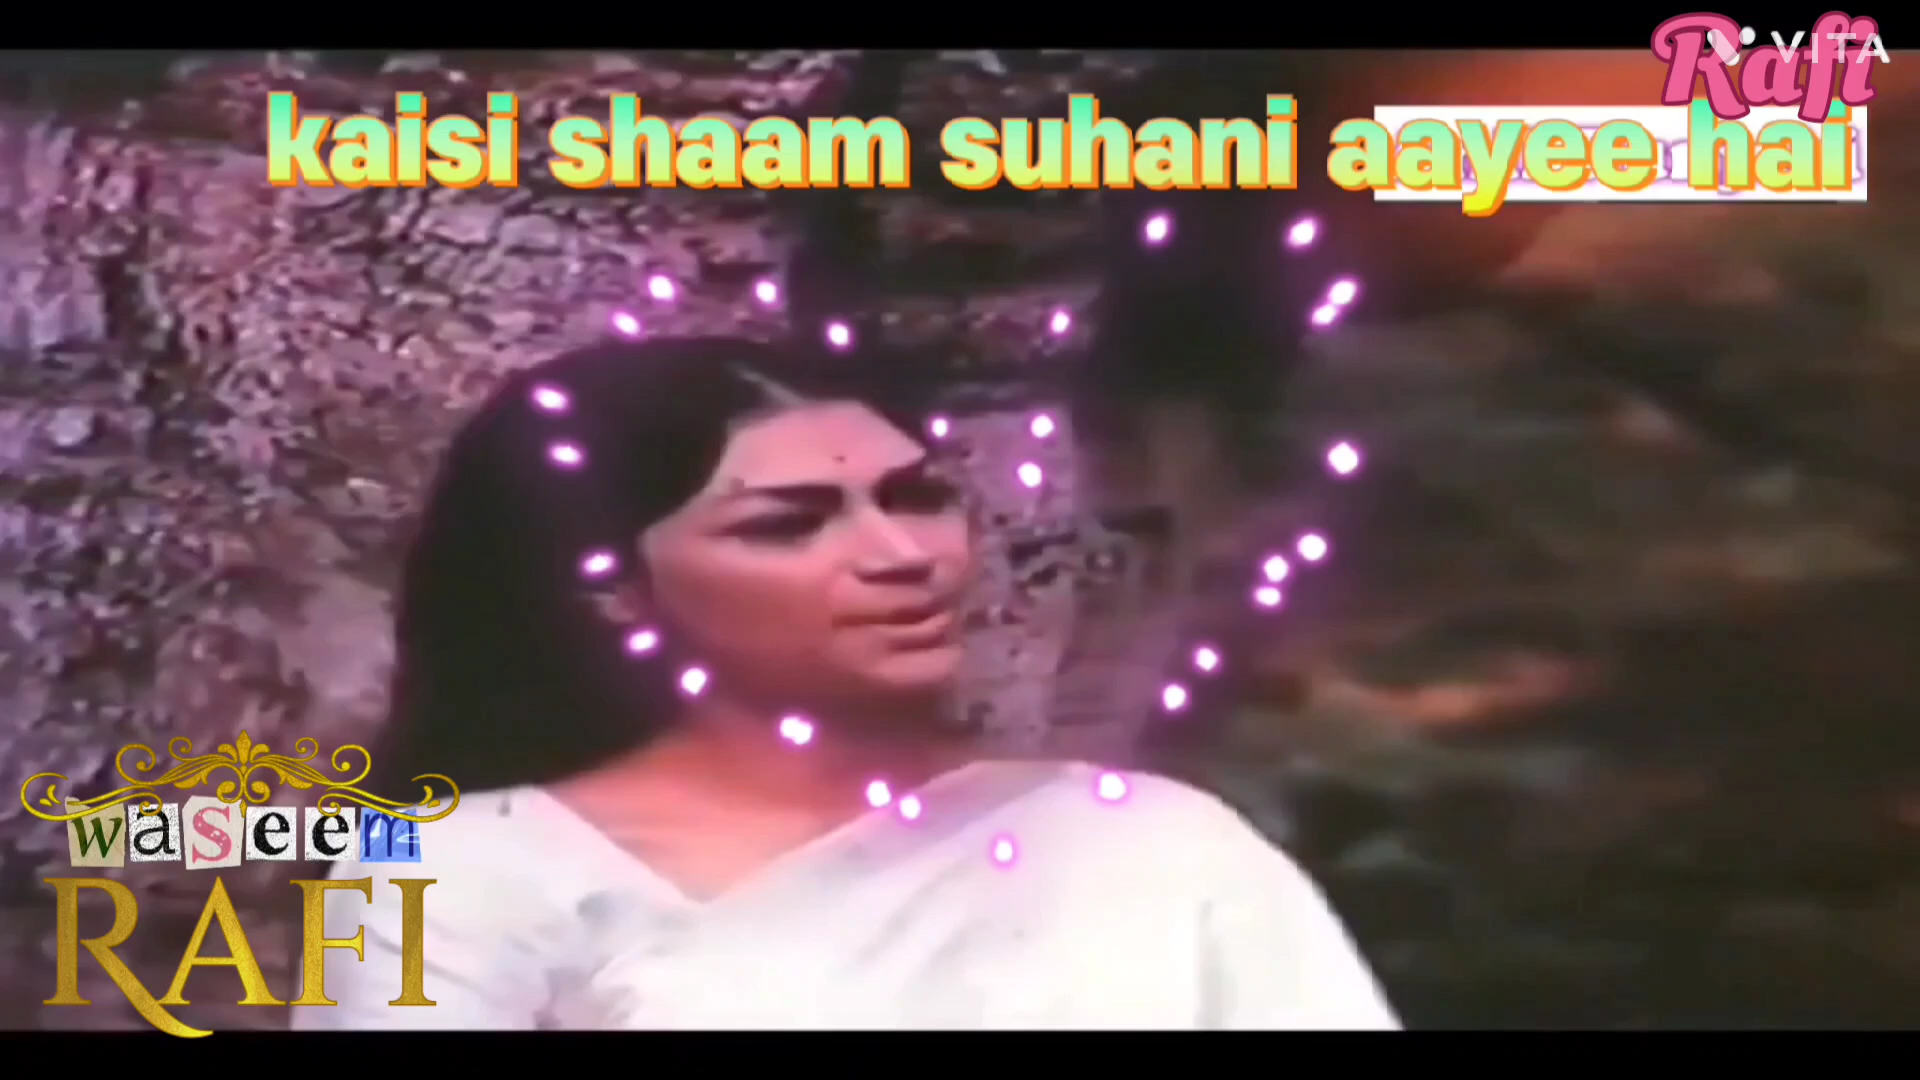 Rafi
VITA
kaisi shaam suhani aayee hai
waseem
RAFI